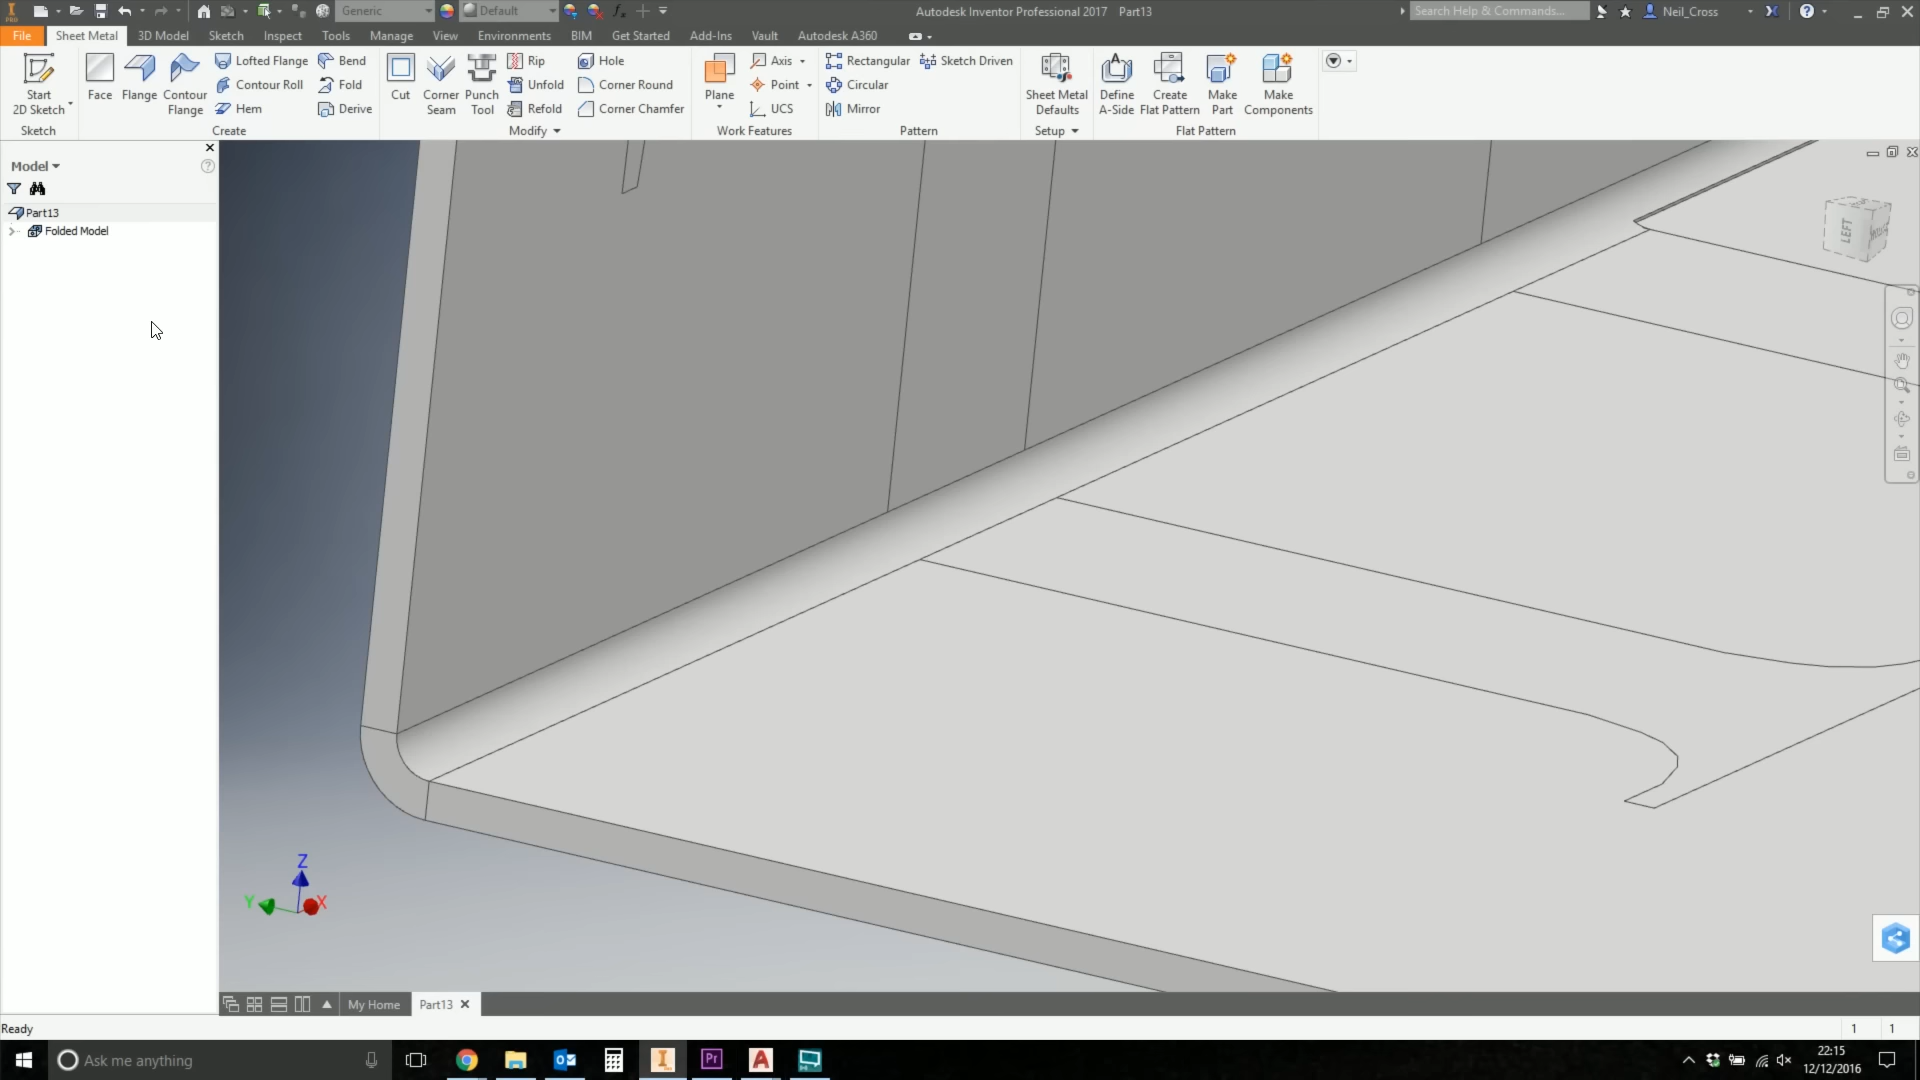 Generic
Default
Autodesk Inventor Professional 2017 Part13
Search Help & Commands...
Neil_Cross
File Sheet Metal 3D Model Sketch Inspect Tools Manage View Environments BIM Get Started Add-Ins Vault Autodesk A360
Start
2D Sketch
Face
Flange
Contour
Flange
Lofted Flange
Contour Roll
Hem
Bend
Fold
Derive
Cut
Corner
Seam
Punch
Tool
Rip
Unfold
Refold
Hole
Corner Round
Corner Chamfer
Plane
Axis
Point
UCS
Rectangular
Circular
Mirror
Sketch Driven
Sheet Metal
Defaults
Define
A-Side
Create
Flat Pattern
Make
Part
Make
Components
Sketch Create Modify Work Features Pattern Setup Flat Pattern
Model
Part13
Folded Model
LEFT
Z
Y
X
My Home
Part13
Ready
1 1
Ask me anything
22:15
12/12/2016